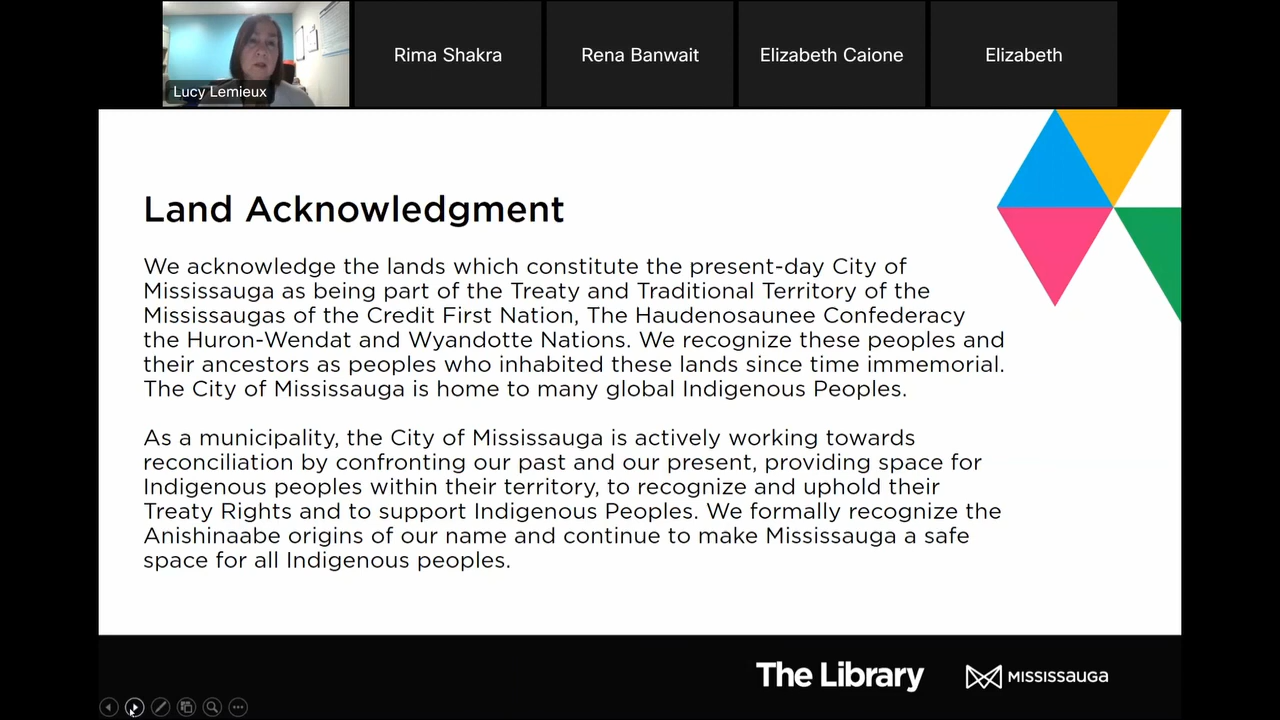 Lucy Lemieux
Rima Shakra
Rena Banwait
Elizabeth Caione
Elizabeth
Land Acknowledgment
We acknowledge the lands which constitute the present-day City of
Mississauga as being part of the Treaty and Traditional Territory of the
Mississaugas of the Credit First Nation, The Haudenosaunee Confederacy
the Huron-Wendat and Wyandotte Nations. We recognize these peoples and
their ancestors as peoples who inhabited these lands since time immemorial.
The City of Mississauga is home to many global Indigenous Peoples.
As a municipality, the City of Mississauga is actively working towards
reconciliation by confronting our past and our present, providing space for
Indigenous peoples within their territory, to recognize and uphold their
Treaty Rights and to support Indigenous Peoples. We formally recognize the
Anishinaabe origins of our name and continue to make Mississauga a safe
space for all Indigenous peoples.
The Library
MISSISSAUGA